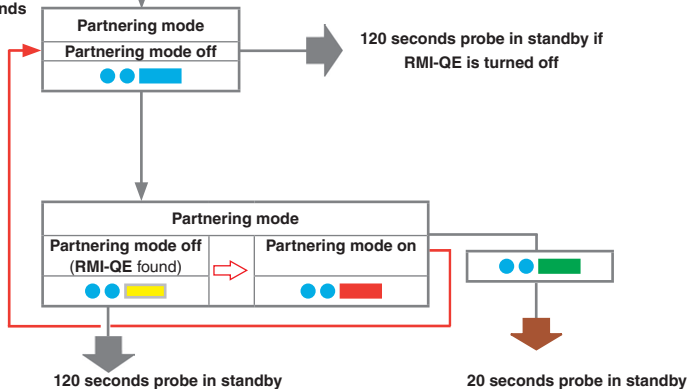 Partnering mode
Partnering mode off
120 seconds probe in standby if
RMI-QE is turned off
Partnering mode
Partnering mode off
(RMI-QE found)
Partnering mode on
120 seconds probe in standby
20 seconds probe in standby